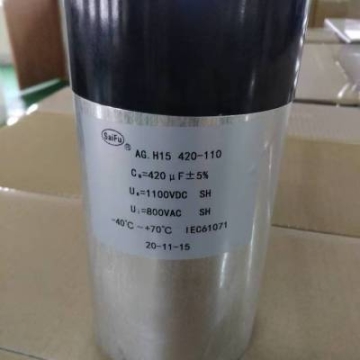 SaiFu ®
AG.H15 420-110
Cₙ=420μF±5%
Uₙ=1100VDC SH
Uᵢ=800VAC SH
-40℃~+70℃ IEC61071
20-11-15